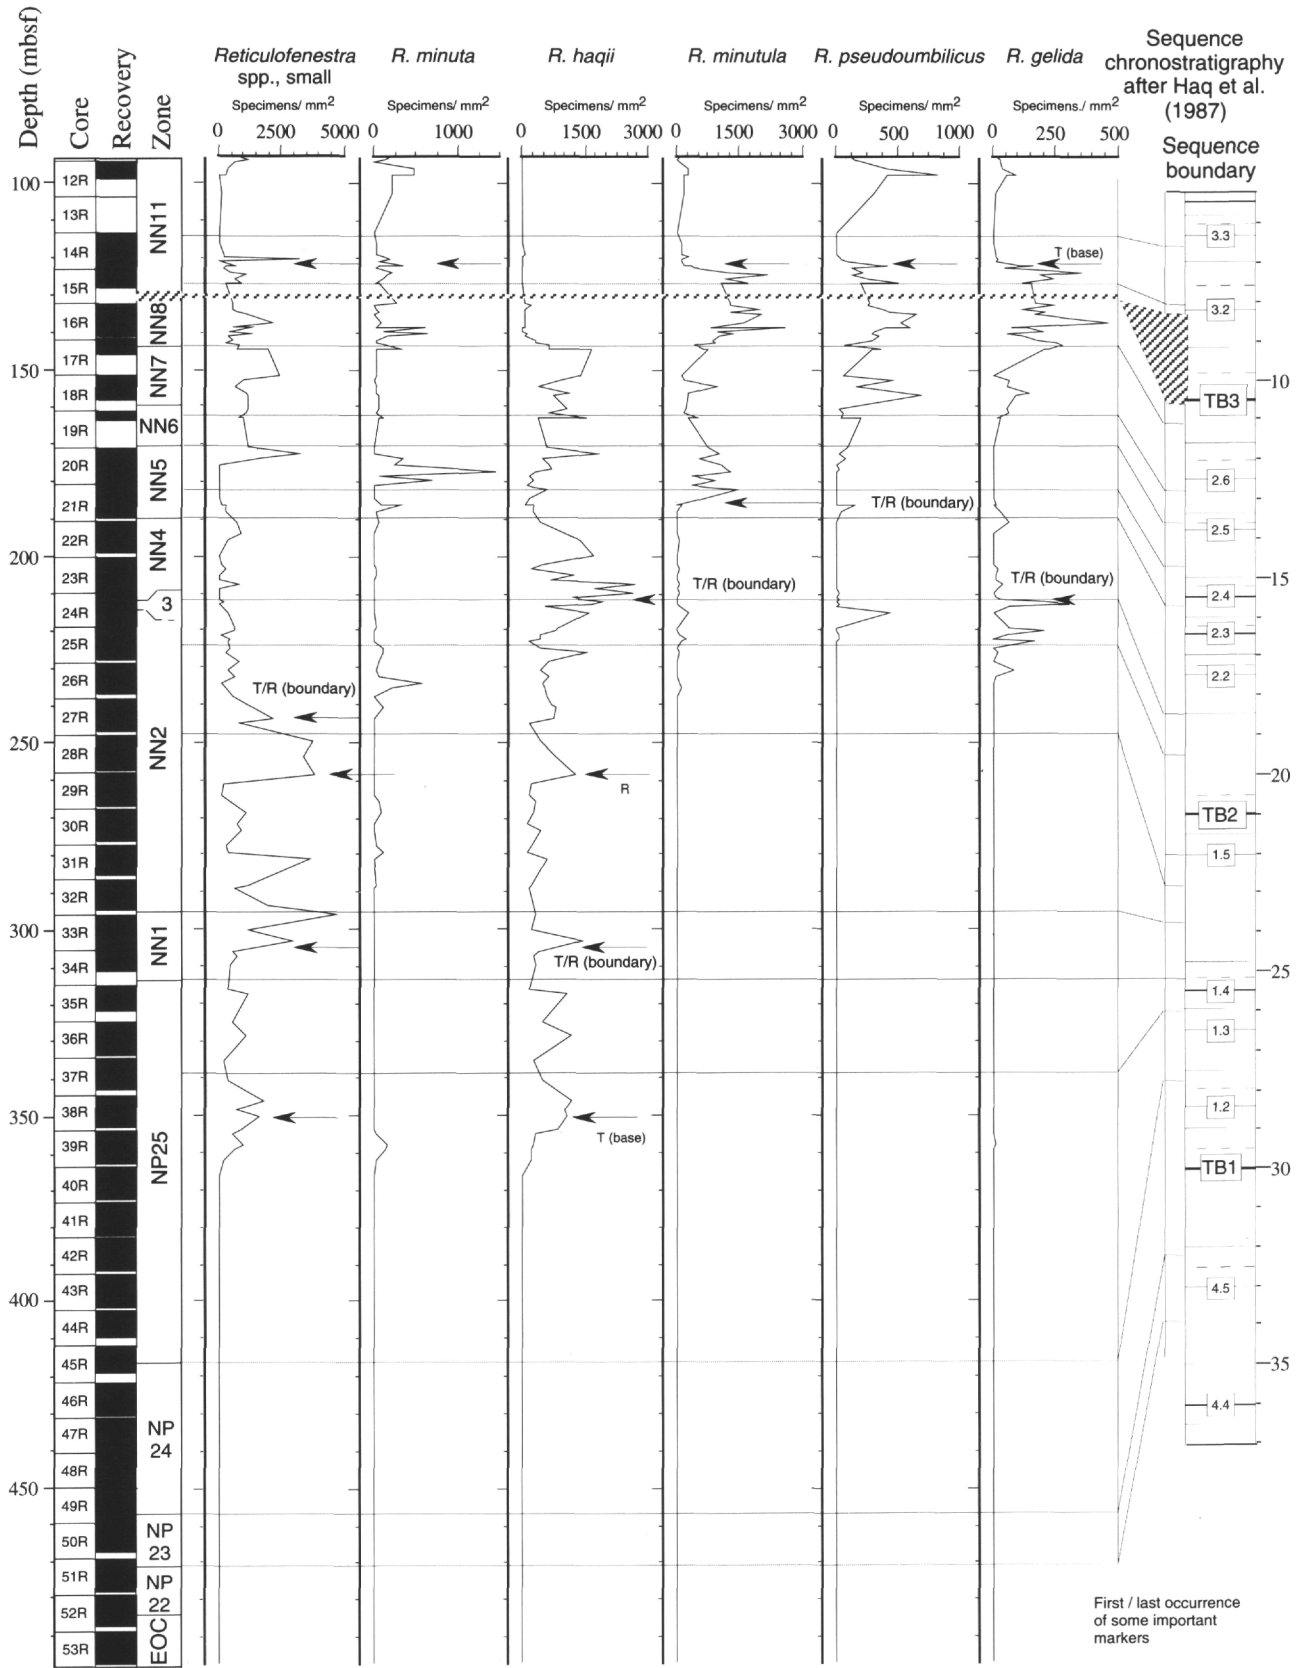 Depth (mbsf)
Core
Recovery
Zone
Reticulofenestra
spp., small
R. minuta
R. haqii
R. minutula
R. pseudoumbilicus
R. gelida
Sequence
chronostratigraphy
after Haq et al.
(1987)
Specimens/ mm2
Specimens/ mm2
Specimens/ mm2
Specimens/ mm2
Specimens/ mm2
Specimens./ mm2
0 2500 5000
0 1000
0 1500 3000
0 1500 3000
0 500 1000
0 250 500
Sequence
boundary
100
150
200
250
300
350
400
450
12R
13R
14R
15R
16R
17R
18R
19R
20R
21R
22R
23R
24R
25R
26R
27R
28R
29R
30R
31R
32R
33R
34R
35R
36R
37R
38R
39R
40R
41R
42R
43R
44R
45R
46R
47R
48R
49R
50R
51R
52R
53R
NN11
NN8
NN7
NN6
NN5
NN4
3
NN2
NN1
NP25
NP
24
NP
23
NP
22
EOC
T/R (boundary)
R
T/R (boundary)
T (base)
T/R (boundary)
T/R (boundary)
T (base)
T/R (boundary)
3.3
3.2
TB3
2.6
2.5
2.4
2.3
2.2
TB2
1.5
1.4
1.3
1.2
TB1
4.5
4.4
10
15
20
25
30
35
First / last occurrence
of some important
markers